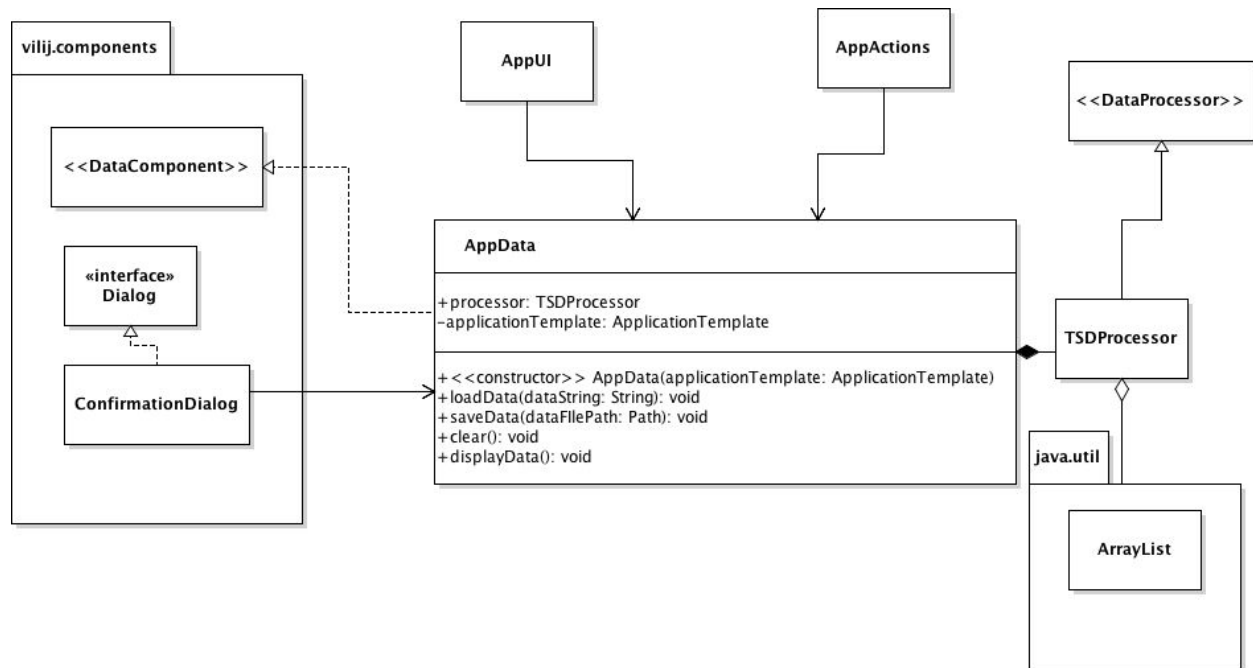 vilij.components
AppUI
AppActions
<<DataProcessor>>
<<DataComponent>>
«interface»
Dialog
ConfirmationDialog
AppData
+processor: TSDProcessor
-applicationTemplate: ApplicationTemplate
+<<constructor>> AppData(applicationTemplate: ApplicationTemplate)
+loadData(dataString: String): void
+saveData(dataFIlePath: Path): void
+clear(): void
+displayData(): void
TSDProcessor
java.util
ArrayList